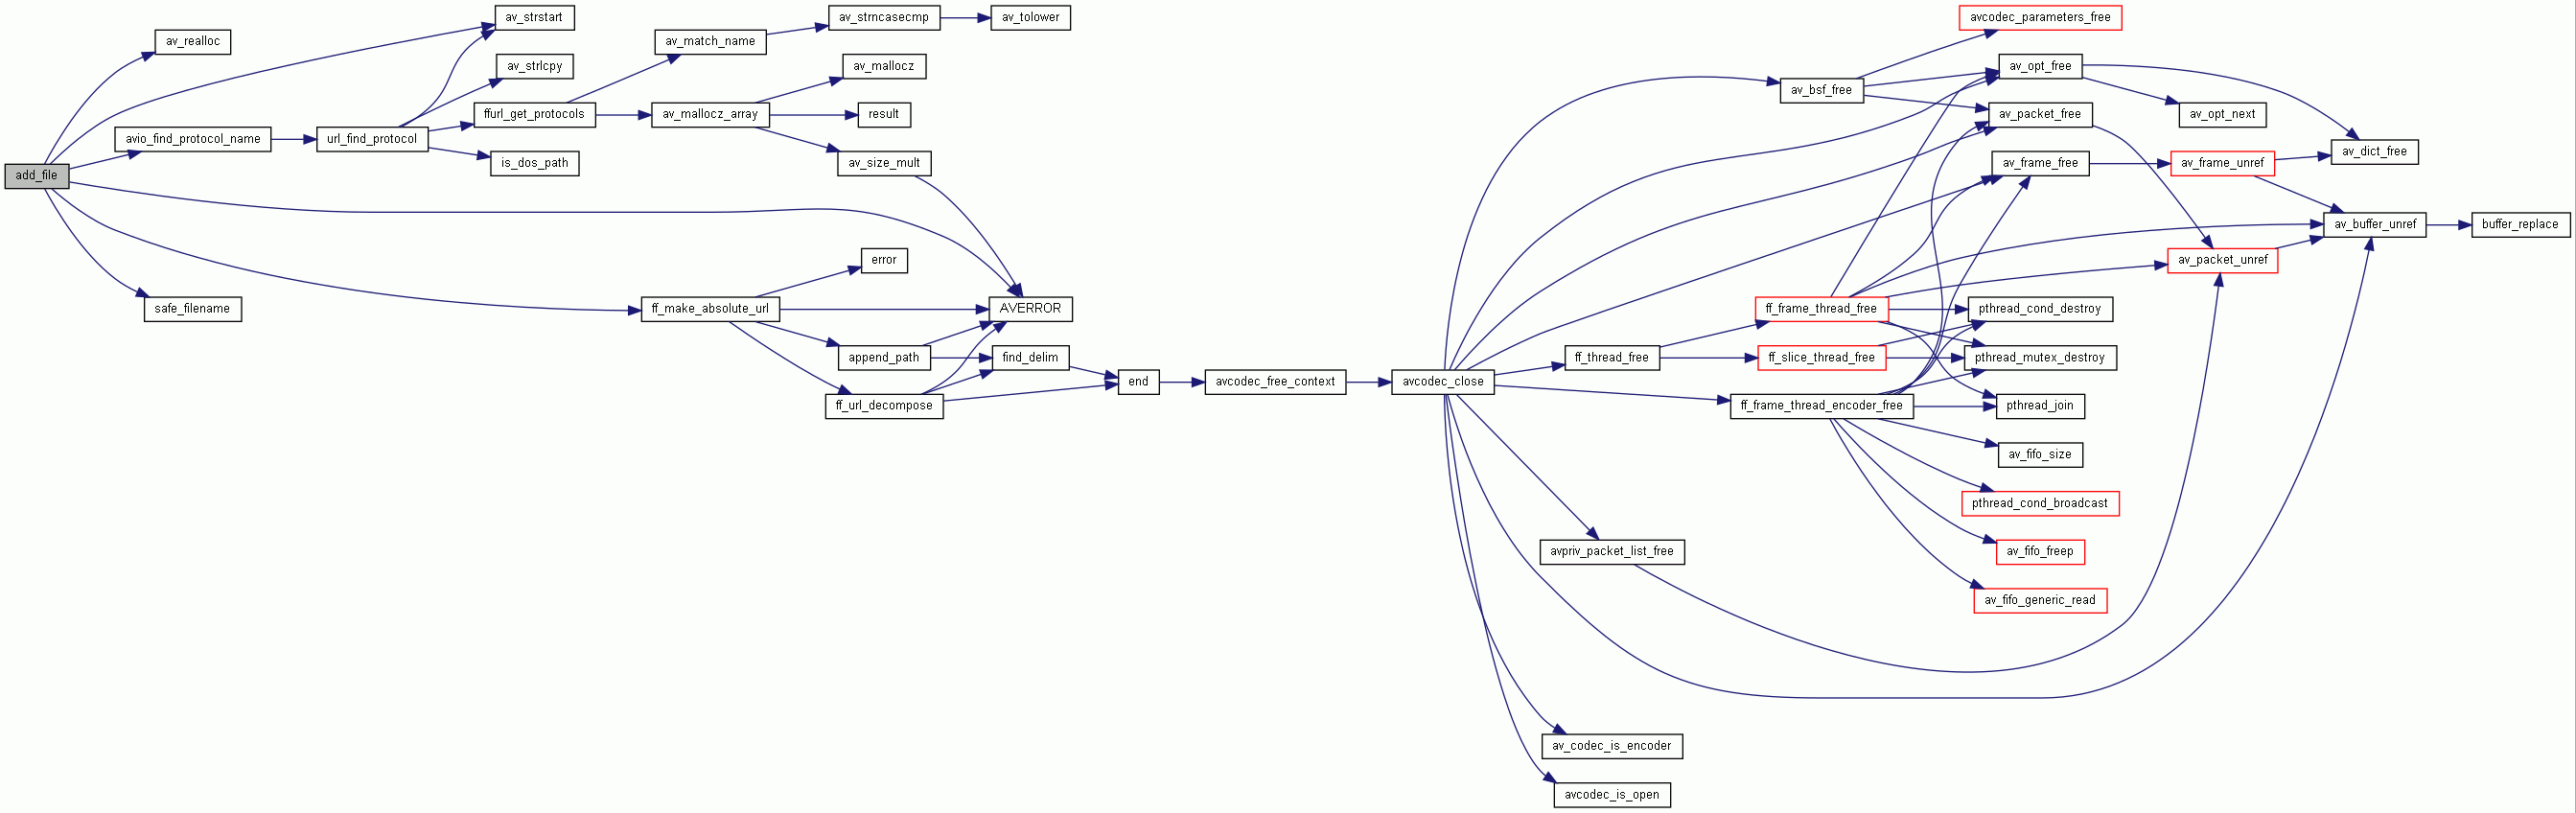 add_file
av_realloc
av_strstart
avio_find_protocol_name
url_find_protocol
av_strlcpy
ffurl_get_protocols
is_dos_path
av_match_name
av_strncasecmp
av_tolower
av_mallocz_array
av_mallocz
result
av_size_mult
AVERROR
safe_filename
ff_make_absolute_url
error
append_path
ff_url_decompose
find_delim
end
avcodec_free_context
avcodec_close
av_bsf_free
avcodec_parameters_free
av_opt_free
av_opt_next
av_packet_free
av_dict_free
av_frame_free
av_frame_unref
av_buffer_unref
buffer_replace
av_packet_unref
ff_thread_free
ff_frame_thread_free
ff_slice_thread_free
ff_frame_thread_encoder_free
pthread_cond_destroy
pthread_mutex_destroy
pthread_join
av_fifo_size
pthread_cond_broadcast
av_fifo_freep
av_fifo_generic_read
avpriv_packet_list_free
av_codec_is_encoder
avcodec_is_open